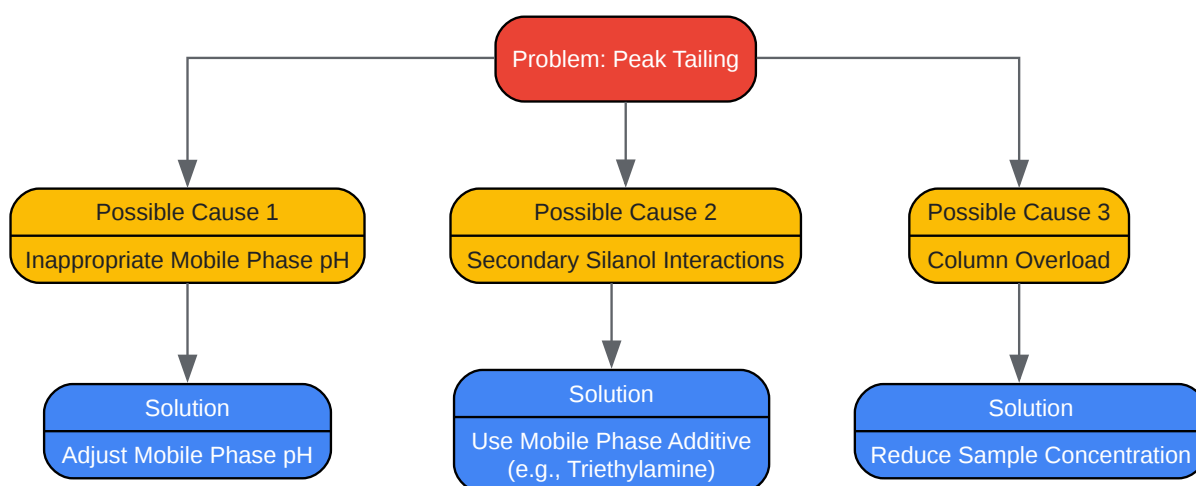 Problem: Peak Tailing
Possible Cause 1
Inappropriate Mobile Phase pH
Possible Cause 2
Secondary Silanol Interactions
Possible Cause 3
Column Overload
Solution
Adjust Mobile Phase pH
Solution
Use Mobile Phase Additive
(e.g., Triethylamine)
Solution
Reduce Sample Concentration